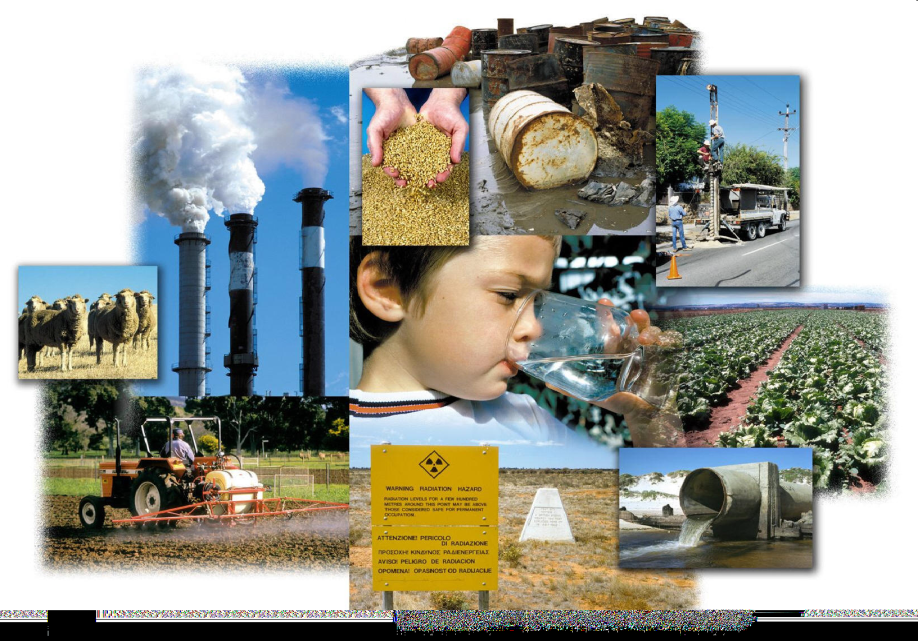 WARNING RADIATION HAZARD
RADIATION LEVELS FOR A FEW HUNDRED
METRES AROUND THIS POINT MAY BE ABOVE
THOSE CONSIDERED SAFE FOR PERMANENT
OCCUPATION.
ATTENZIONE! PERICOLO
DI RADIAZIONE
ΠΡΟΣΟΧΗ! ΚΙΝΔΥΝΟΣ ΡΑΔΙΕΝΕΡΓΕΙΑΣ
AVISO! PELIGRO DE RADIACION
OPOMENA! OPASNOST OD RADIJACIJE